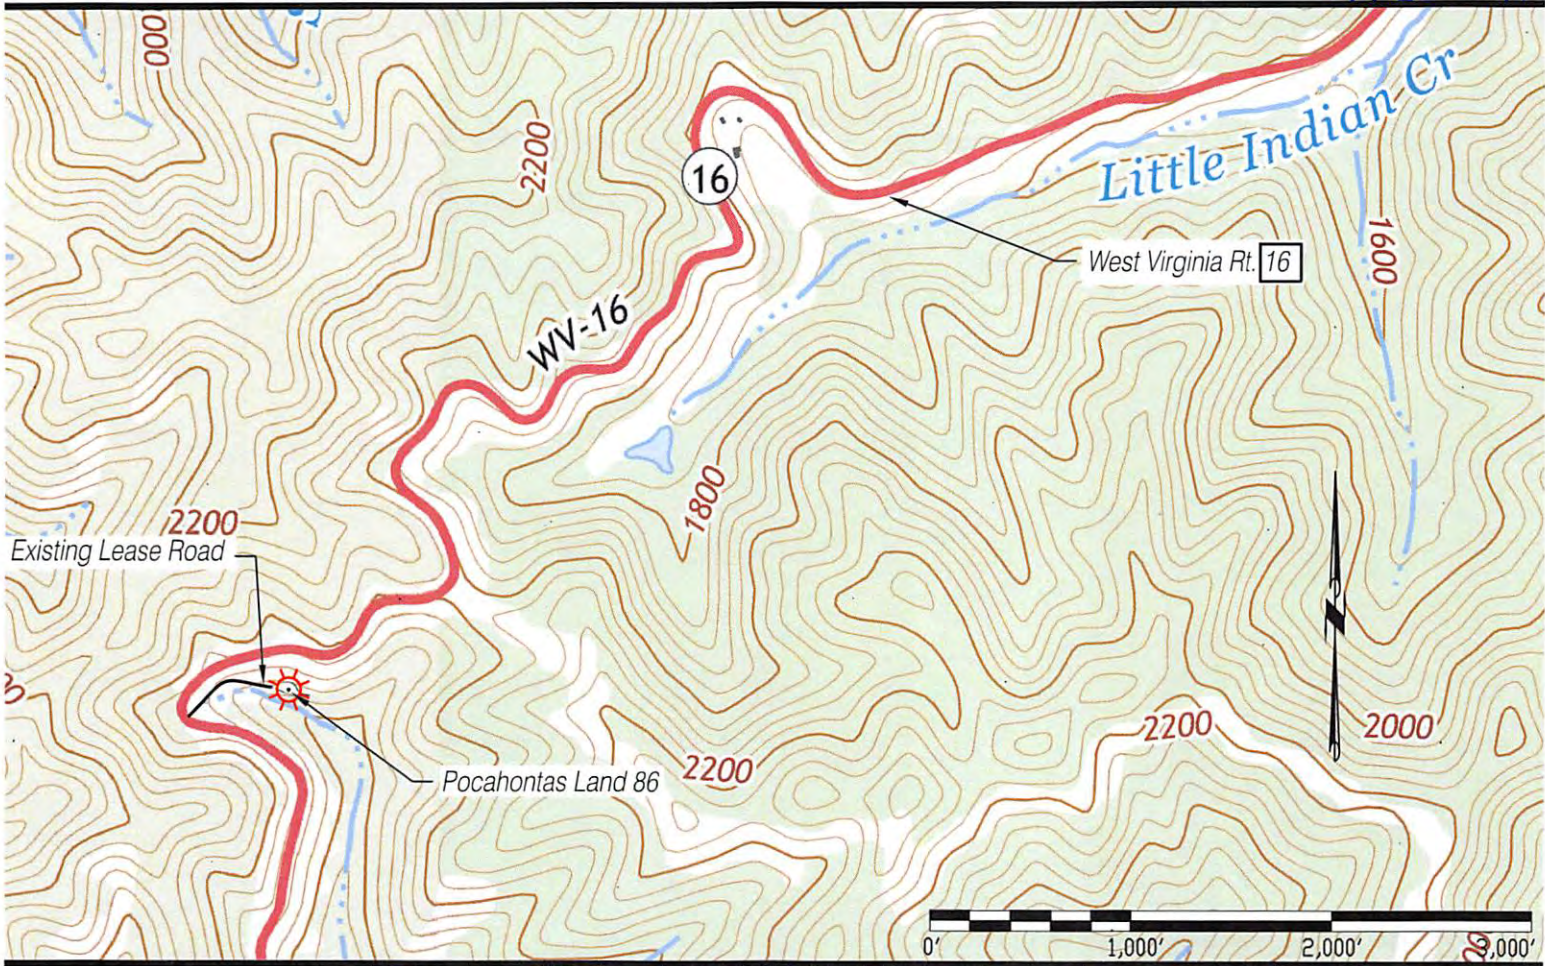 000
2200
16
Little Indian Cr
West Virginia Rt. 16
1600
WV-16
1800
2200
Existing Lease Road
2200
2000
2200
Pocahontas Land 86
0' 1,000' 2,000' 3,000'